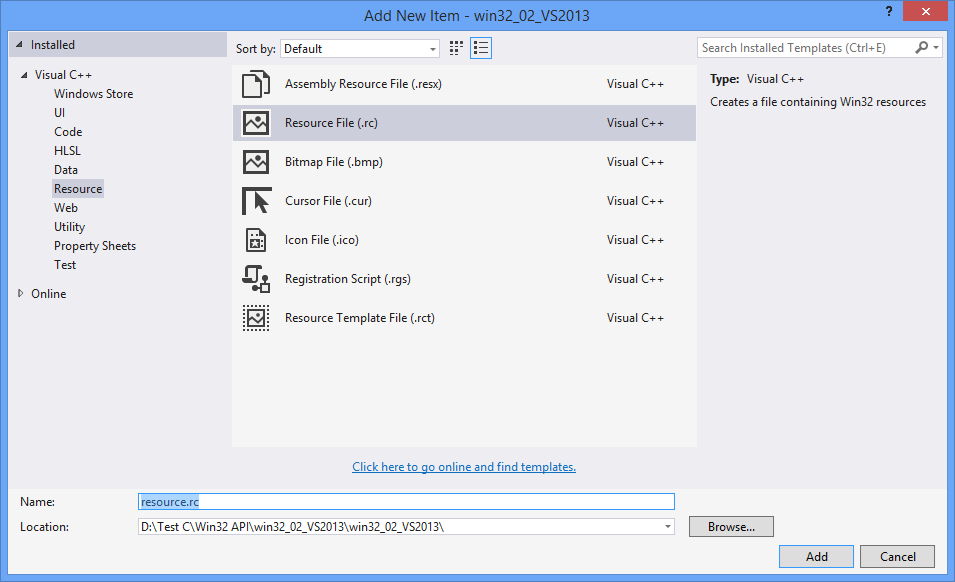 Add New Item - win32_02_VS2013
?
Installed
Sort by: Default
Search Installed Templates (Ctrl+E)
Visual C++
Windows Store
UI
Code
HLSL
Data
Resource
Web
Utility
Property Sheets
Test
Online
Assembly Resource File (.resx) Visual C++
Resource File (.rc) Visual C++
Bitmap File (.bmp) Visual C++
Cursor File (.cur) Visual C++
Icon File (.ico) Visual C++
Registration Script (.rgs) Visual C++
Resource Template File (.rct) Visual C++
Type: Visual C++
Creates a file containing Win32 resources
Click here to go online and find templates.
Name: resource.rc
Location: D:\Test C\Win32 API\win32_02_VS2013\win32_02_VS2013\
Browse...
Add Cancel